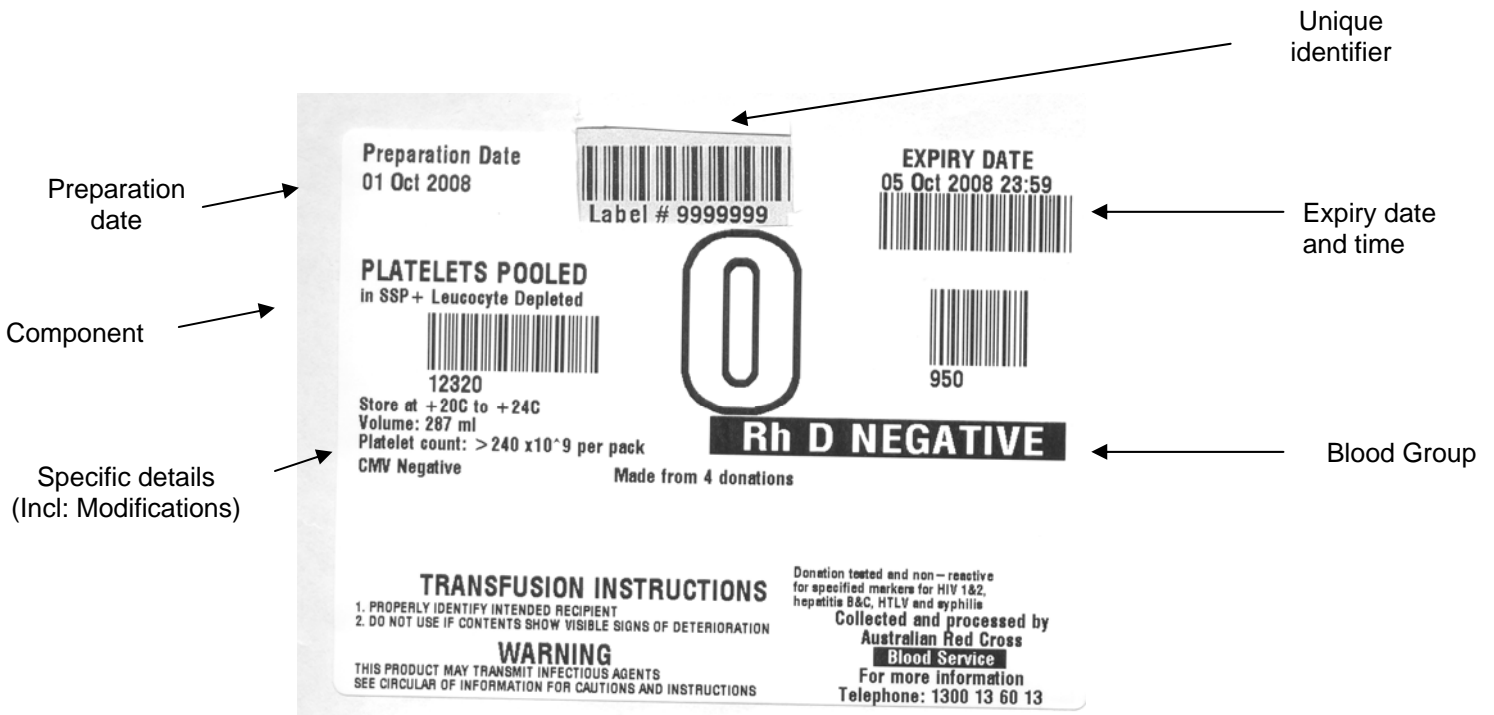 Unique
identifier
Preparation Date
01 Oct 2008
Label # 9999999
EXPIRY DATE
05 Oct 2008 23:59
Preparation
date
Expiry date
and time
PLATELETS POOLED
in SSP+ Leucocyte Depleted
O
Component
12320
950
Store at +20C to +24C
Volume: 287 ml
Platelet count: >240 x10^9 per pack
CMV Negative
Made from 4 donations
Rh D NEGATIVE
Blood Group
Specific details
(Incl: Modifications)
TRANSFUSION INSTRUCTIONS
1. PROPERLY IDENTIFY INTENDED RECIPIENT
2. DO NOT USE IF CONTENTS SHOW VISIBLE SIGNS OF DETERIORATION
WARNING
THIS PRODUCT MAY TRANSMIT INFECTIOUS AGENTS
SEE CIRCULAR OF INFORMATION FOR CAUTIONS AND INSTRUCTIONS
Donation tested and non-reactive
for specified markers for HIV 1&2,
hepatitis B&C, HTLV and syphilis
Collected and processed by
Australian Red Cross
Blood Service
For more information
Telephone: 1300 13 60 13